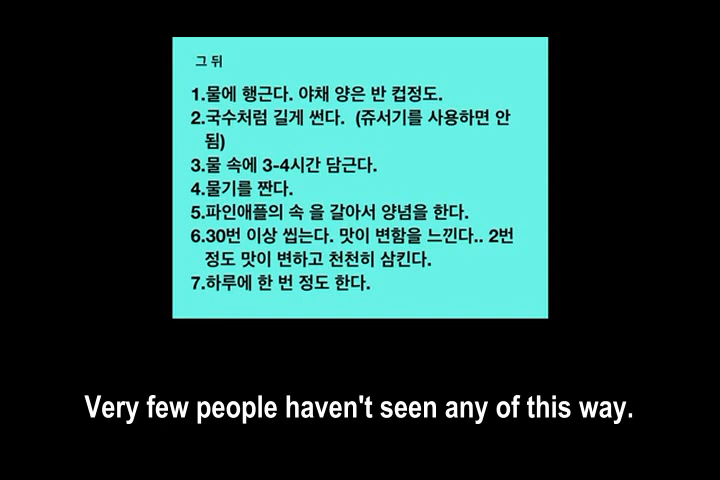 그 뒤
1.물에 행근다. 야채 양은 반 컵정도.
2.국수처럼 길게 썬다. (쥬서기를 사용하면 안
됨)
3.물 속에 3-4시간 담근다.
4.물기를 짠다.
5.파인애플의 속 을 갈아서 양념을 한다.
6.30번 이상 씹는다. 맛이 변함을 느낀다.. 2번
정도 맛이 변하고 천천히 삼킨다.
7.하루에 한 번 정도 한다.
Very few people haven't seen any of this way.